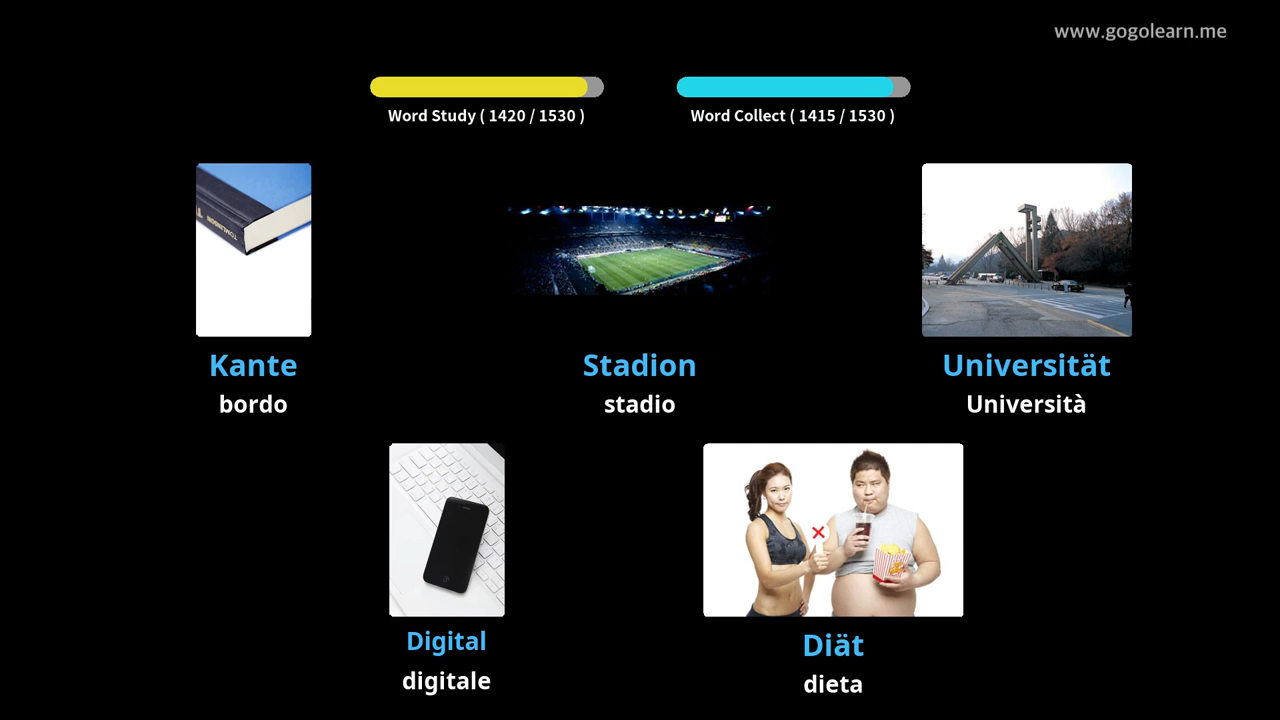 www.gogolearn.me
Word Study ( 1420 / 1530 )
Word Collect ( 1415 / 1530 )
TOMLINSON
Kante
Stadion
Universität
bordo
stadio
Università
Digital
Diät
digitale
dieta